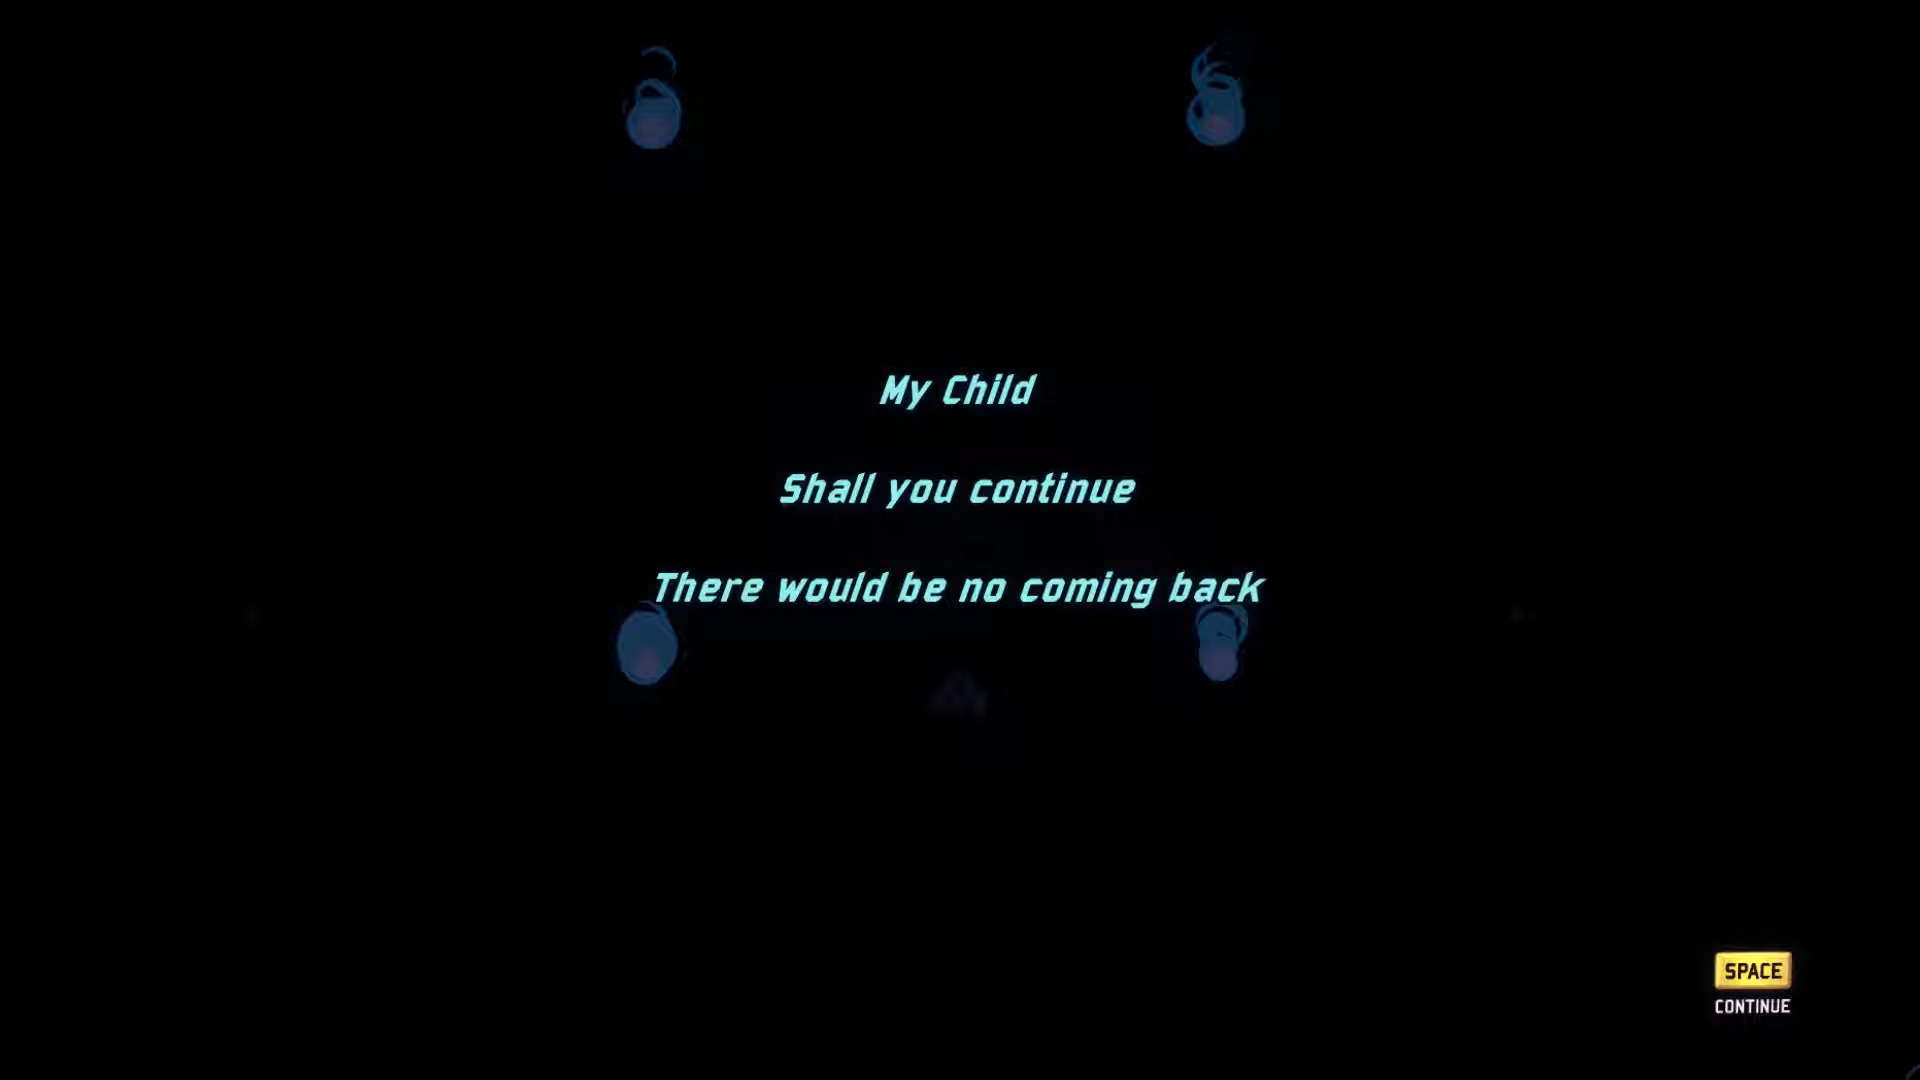 My Child
Shall you continue
There would be no coming back
SPACE
CONTINUE